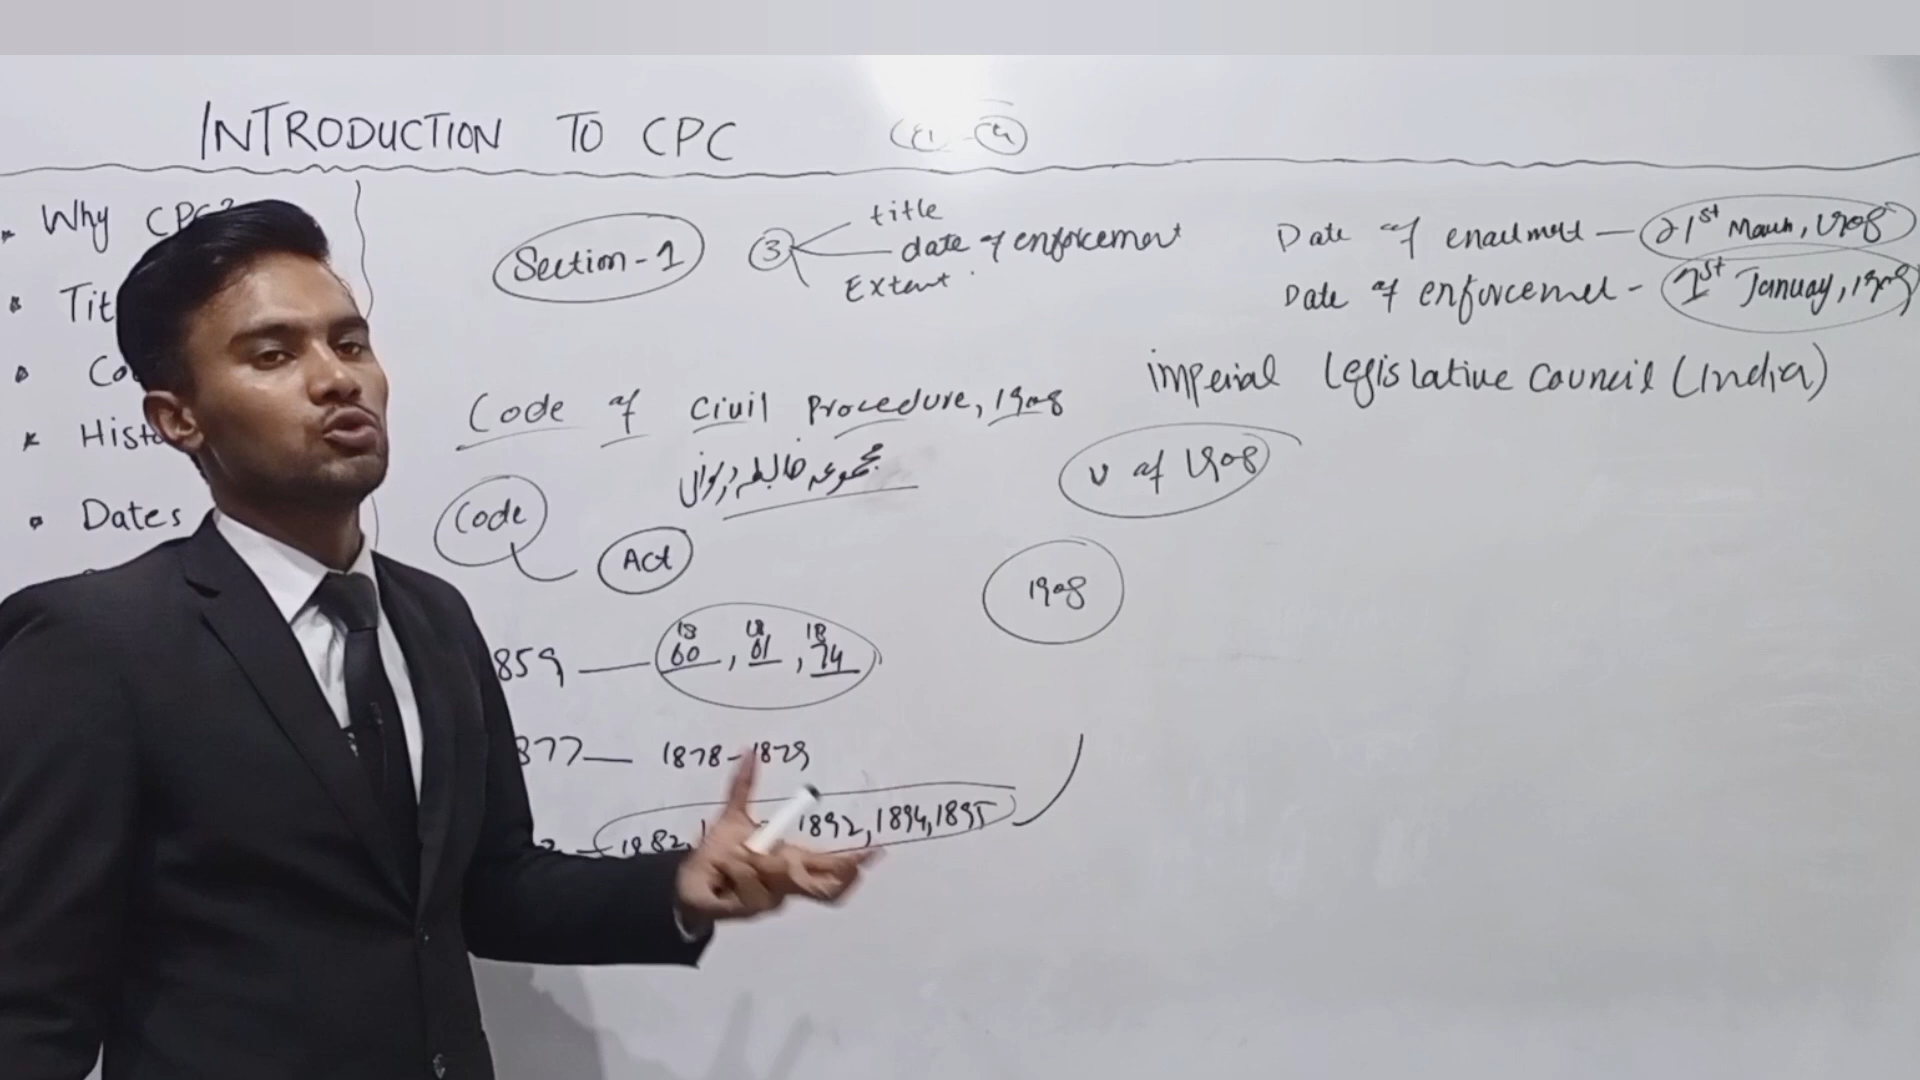 INTRODUCTION TO CPC
Why CPC?
Section-1
3
title
date of enforcement
Extent
Date of enactment — 21st March, 1908
Date of enforcement - 1st January, 1909
Tit
Co
Imperial Legislative Council (India)
Code of Civil Procedure, 1908
مجموعہ ضابطہ دیوانی
V of 1908
Dates
Code
Act
1908
859 — 1860, 1861, 1874
877 — 1878-1879
1882, 1892, 1894, 1895